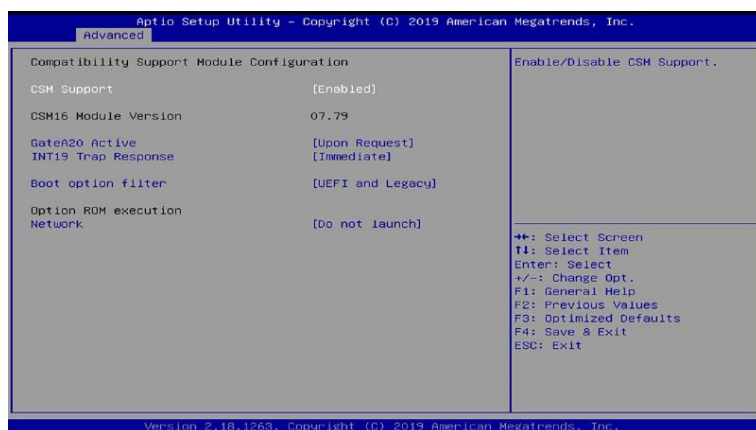 Aptio Setup Utility – Copyright (C) 2019 American Megatrends, Inc.
Advanced
Compatibility Support Module Configuration
CSM Support [Enabled]
CSM16 Module Version 07.79
GateA20 Active [Upon Request]
INT19 Trap Response [Immediate]
Boot option filter [UEFI and Legacy]
Option ROM execution
Network [Do not launch]
Enable/Disable CSM Support.
→←: Select Screen
↑↓: Select Item
Enter: Select
+/-: Change Opt.
F1: General Help
F2: Previous Values
F3: Optimized Defaults
F4: Save & Exit
ESC: Exit
Version 2.18.1263. Copyright (C) 2019 American Megatrends, Inc.